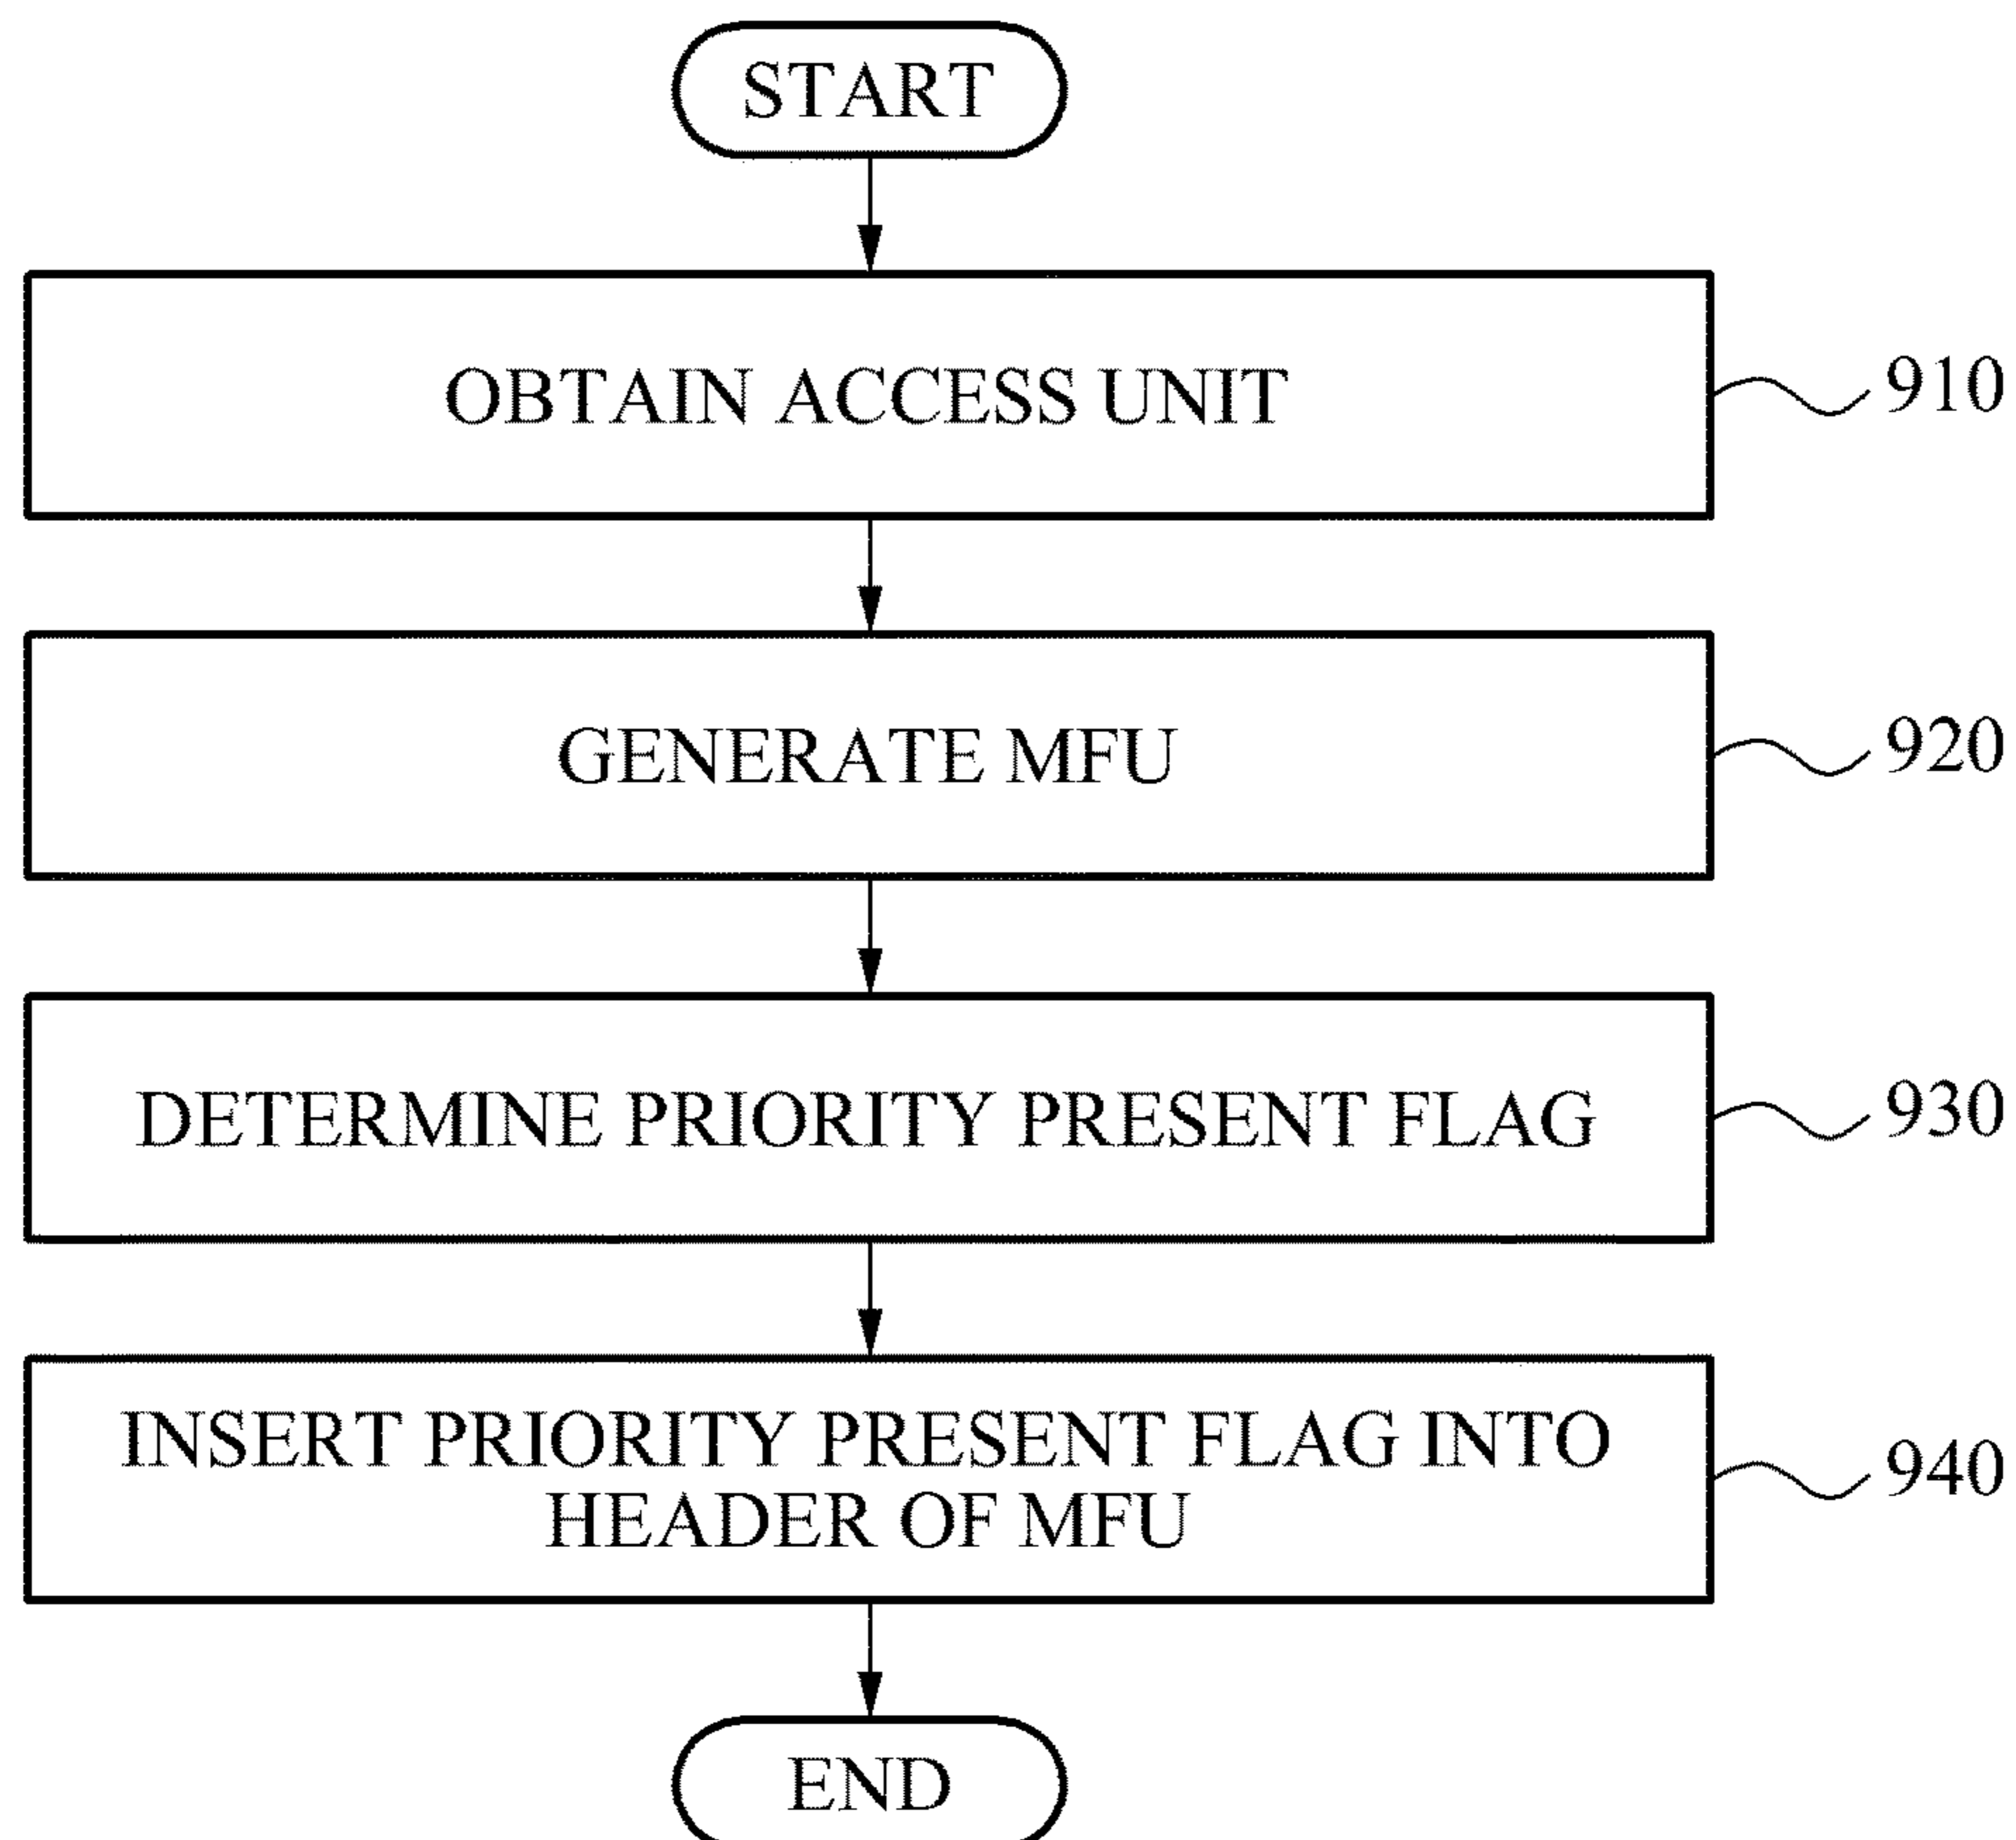 START
OBTAIN ACCESS UNIT
910
GENERATE MFU
920
DETERMINE PRIORITY PRESENT FLAG
930
INSERT PRIORITY PRESENT FLAG INTO
HEADER OF MFU
940
END